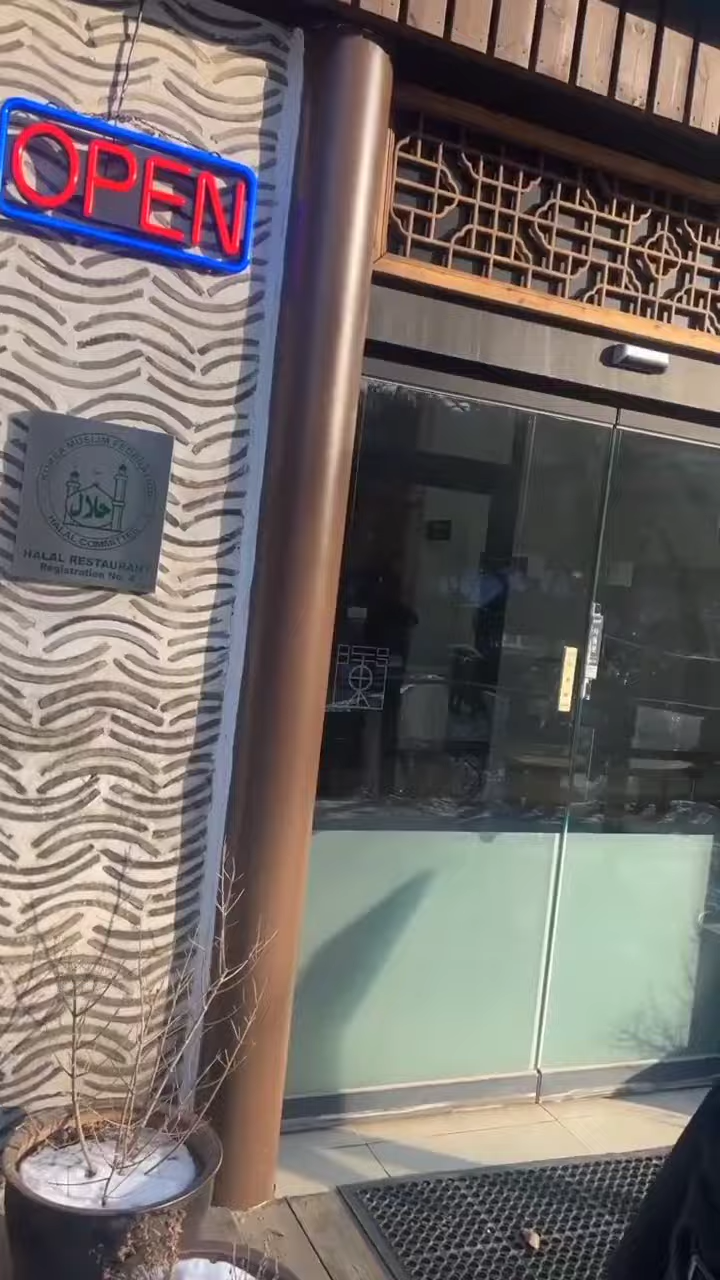 OPEN
KOREA MUSLIM FEDERATION
حلال
HALAL COMMITTEE
HALAL RESTAURANT
Registration No. 4